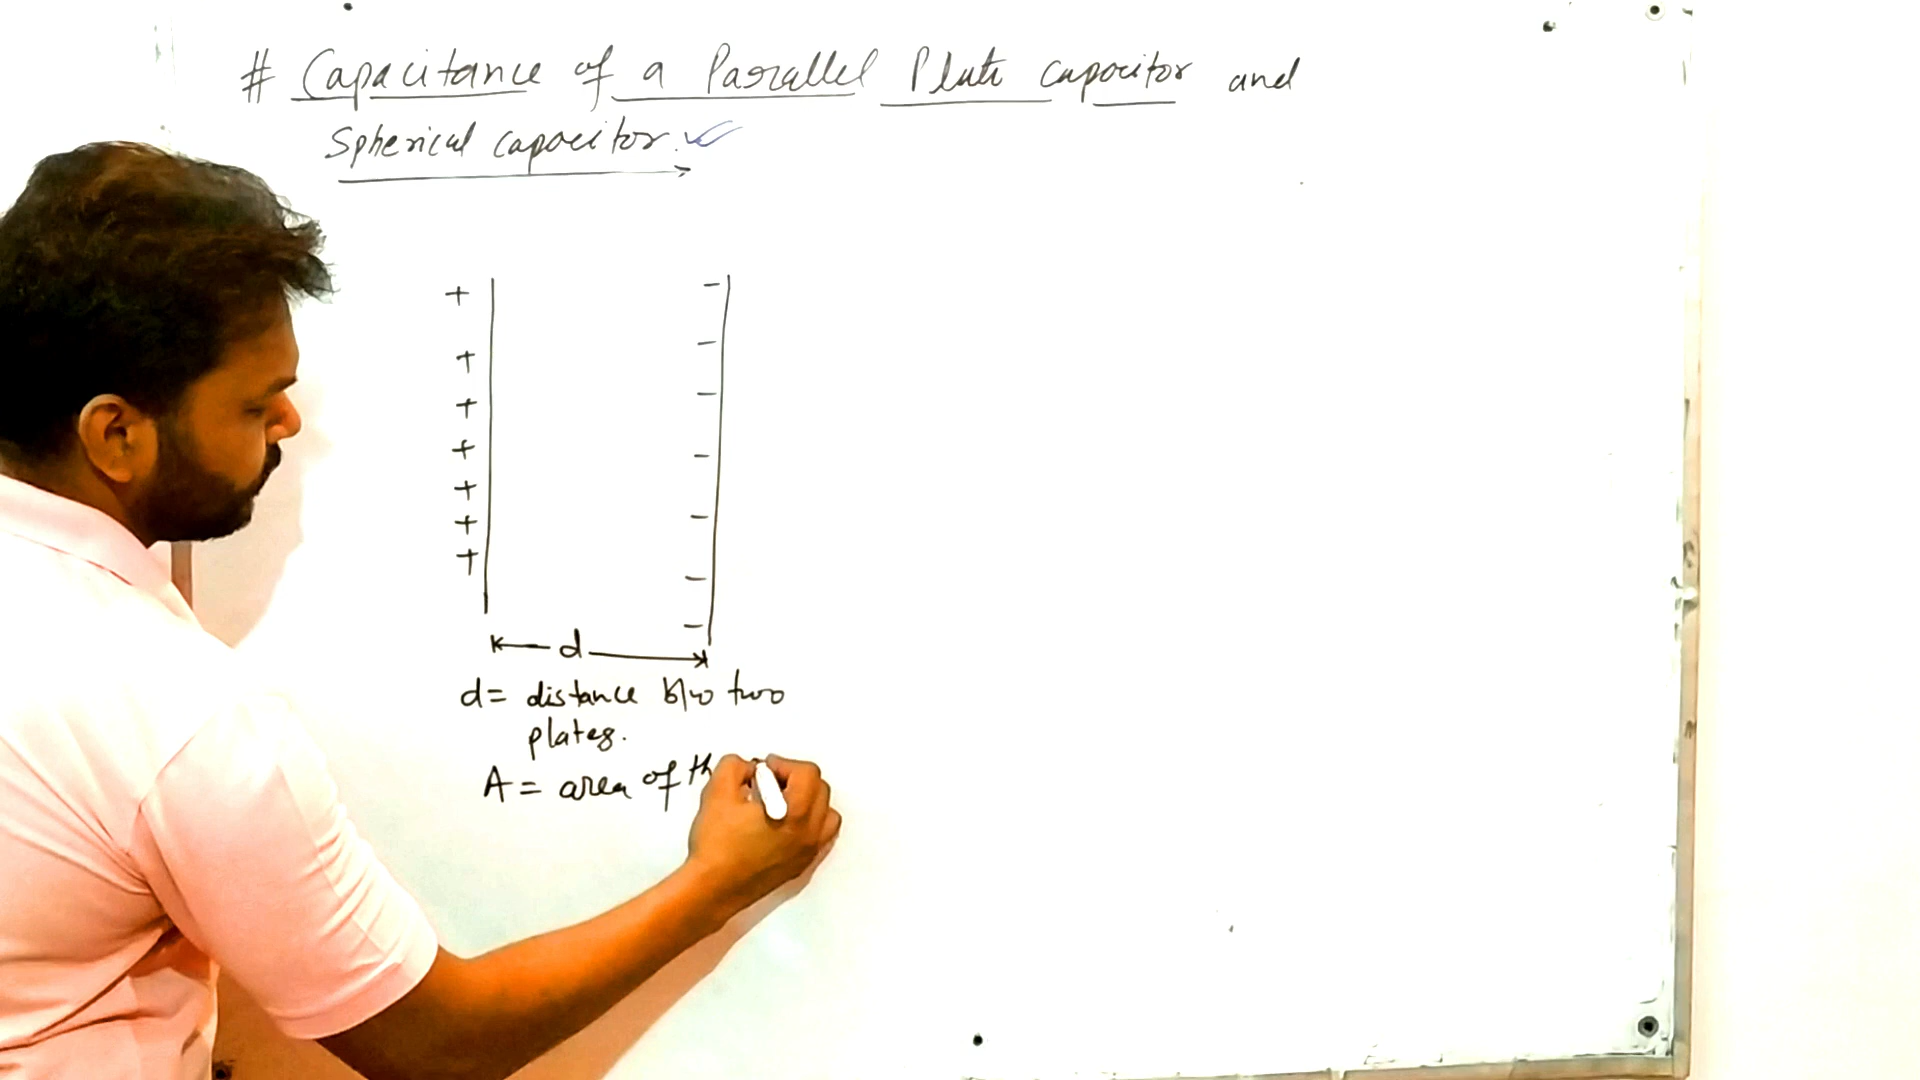 # Capacitance of a Parallel Plate capacitor and
Spherical capacitor.
+ -
+ -
+ -
+ -
+ -
+ -
+ -
d
d= distance b/w two
plates.
A = area of th